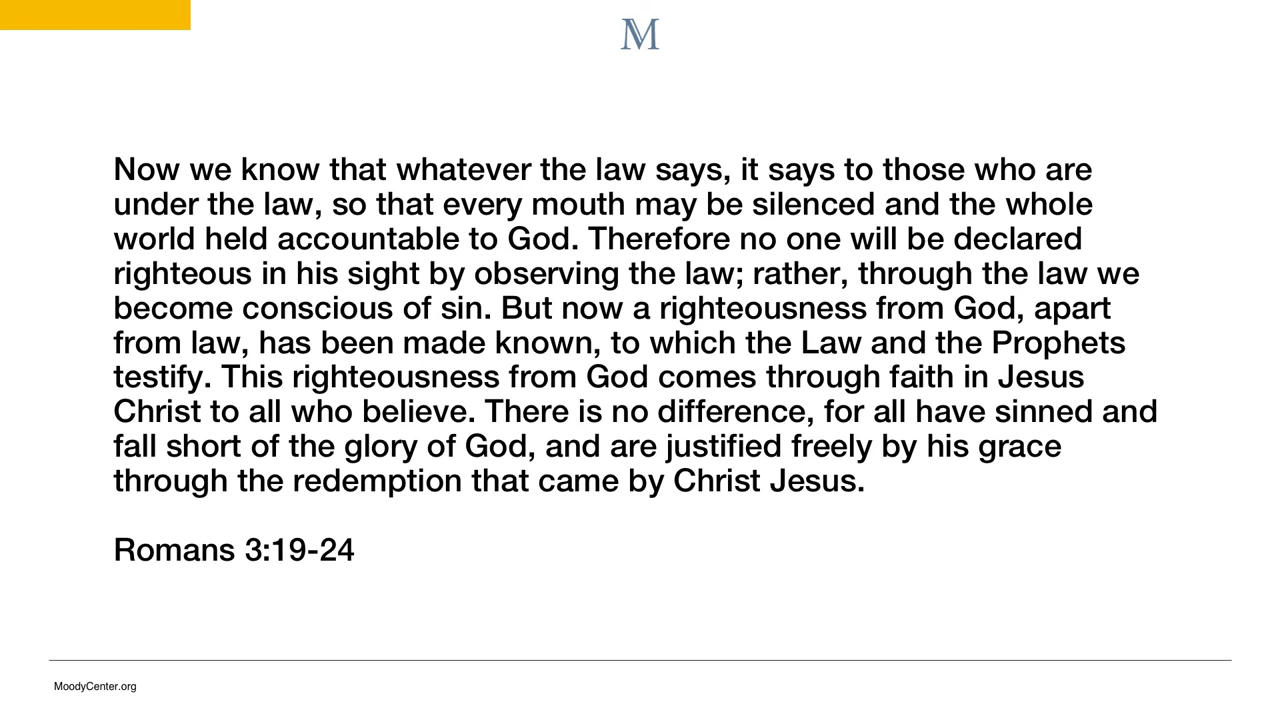 M
Now we know that whatever the law says, it says to those who are
under the law, so that every mouth may be silenced and the whole
world held accountable to God. Therefore no one will be declared
righteous in his sight by observing the law; rather, through the law we
become conscious of sin. But now a righteousness from God, apart
from law, has been made known, to which the Law and the Prophets
testify. This righteousness from God comes through faith in Jesus
Christ to all who believe. There is no difference, for all have sinned and
fall short of the glory of God, and are justified freely by his grace
through the redemption that came by Christ Jesus.
Romans 3:19-24
MoodyCenter.org